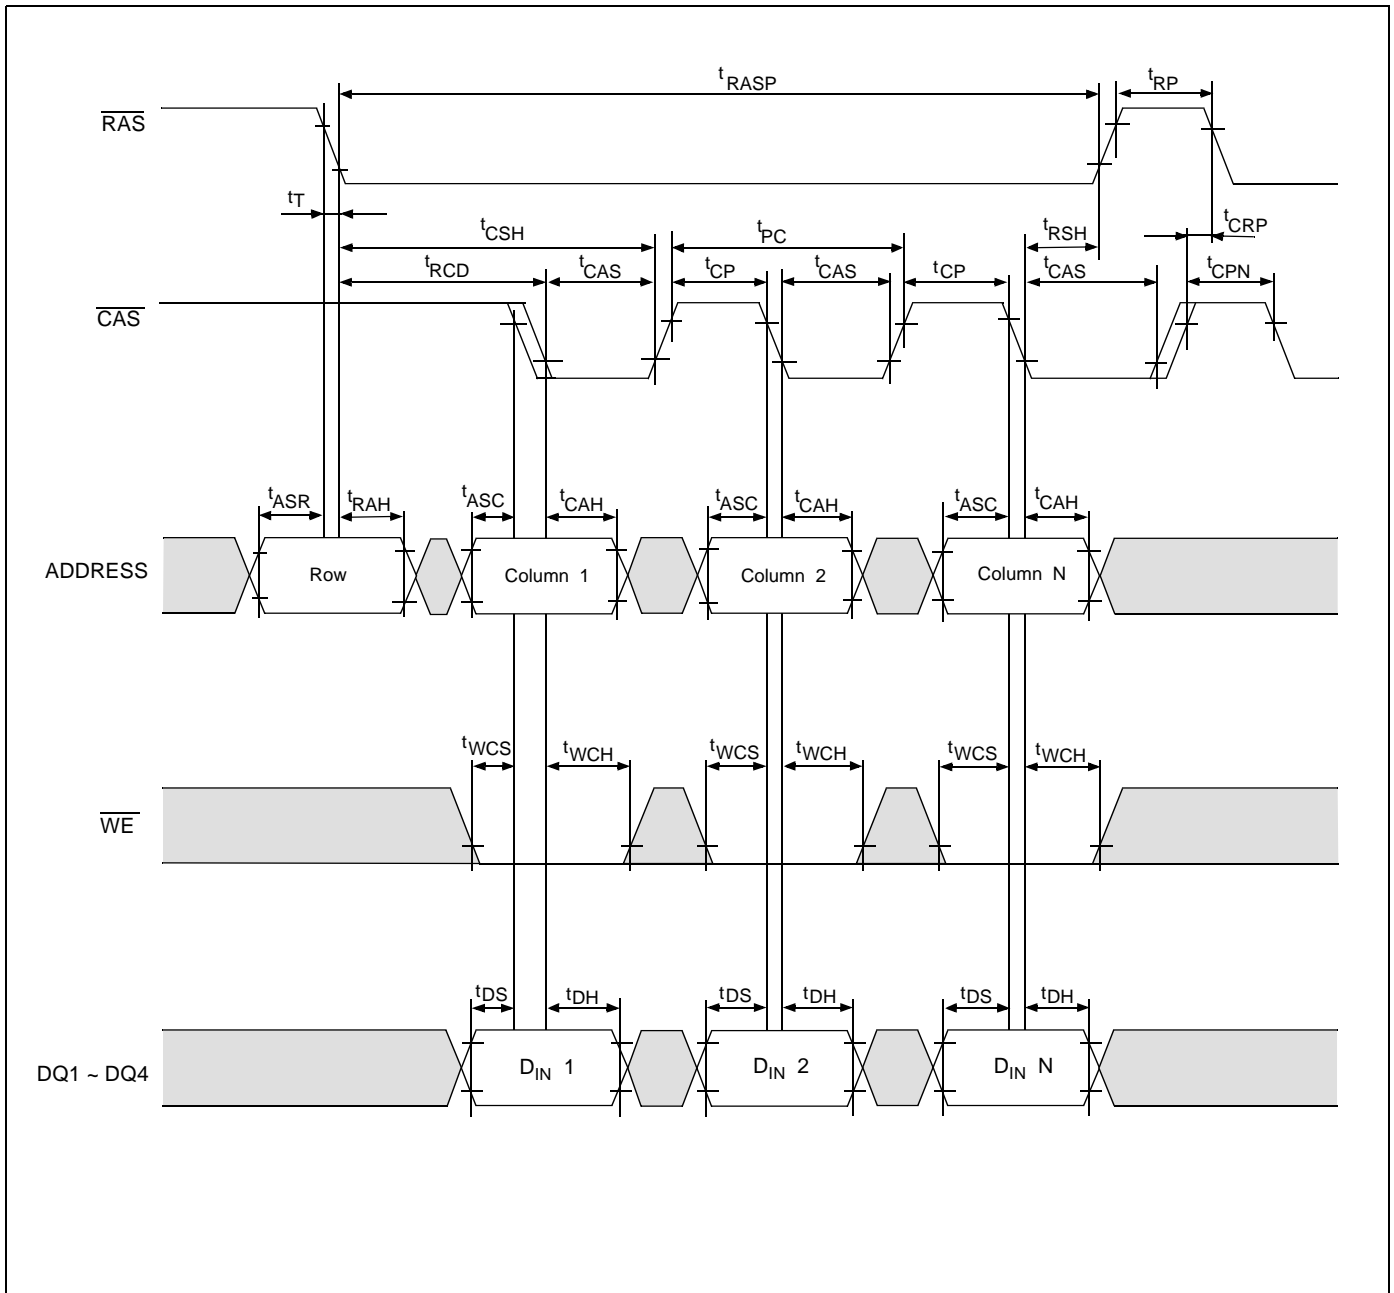 tRASP
tRP
RAS
tT
tCSH
tPC
tRSH
tCRP
tRCD
tCAS
tCP
tCAS
tCP
tCAS
tCPN
CAS
tASR
tRAH
tASC
tCAH
tASC
tCAH
tASC
tCAH
ADDRESS
Row
Column 1
Column 2
Column N
tWCS
tWCH
tWCS
tWCH
tWCS
tWCH
WE
tDS
tDH
tDS
tDH
tDS
tDH
DQ1 ~ DQ4
DIN 1
DIN 2
DIN N